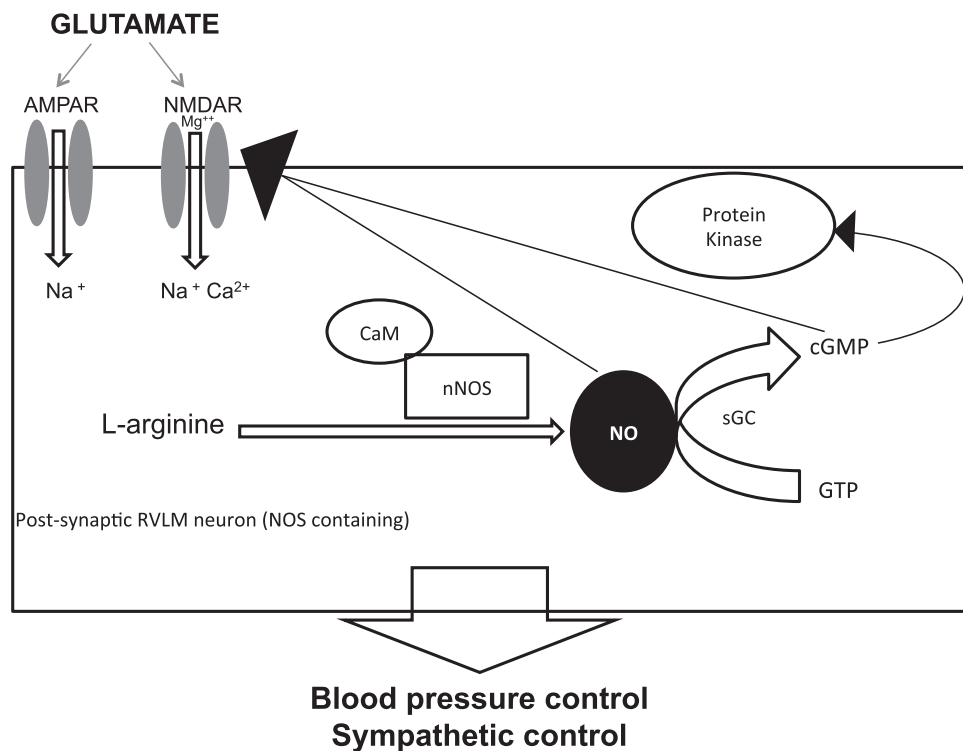 GLUTAMATE
AMPAR
NMDAR
Mg⁺⁺
Na⁺
Na⁺ Ca²⁺
Protein
Kinase
CaM
nNOS
cGMP
L-arginine
NO
sGC
GTP
Post-synaptic RVLM neuron (NOS containing)
Blood pressure control
Sympathetic control